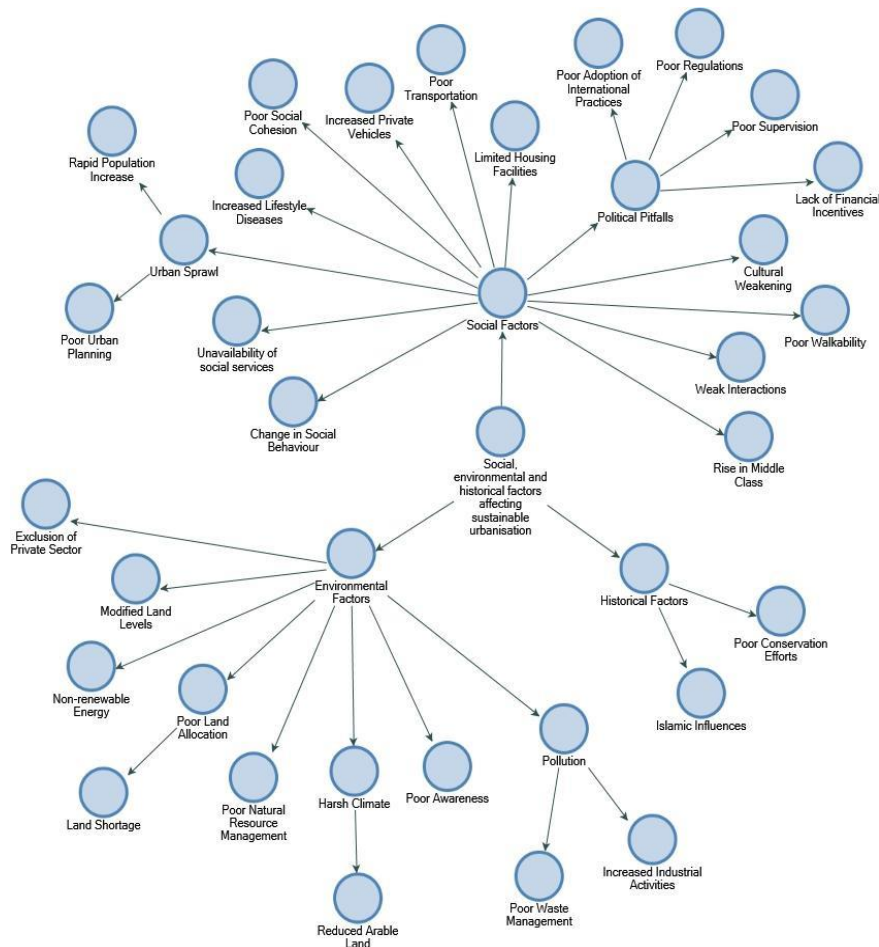 Poor Regulations
Poor
Transportation
Poor Adoption of
International
Practices
Poor Social
Cohesion
Increased Private
Vehicles
Poor Supervision
Rapid Population
Increase
Limited Housing
Facilities
Increased Lifestyle
Diseases
Political Pitfalls
Lack of Financial
Incentives
Urban Sprawl
Cultural
Weakening
Social Factors
Poor Urban
Planning
Unavailability of
social services
Poor Walkability
Weak Interactions
Change in Social
Behaviour
Rise in Middle
Class
Social,
environmental and
historical factors
affecting
sustainable
urbanisation
Exclusion of
Private Sector
Environmental
Factors
Historical Factors
Modified Land
Levels
Poor Conservation
Efforts
Non-renewable
Energy
Poor Land
Allocation
Islamic Influences
Pollution
Land Shortage
Poor Natural
Resource
Management
Harsh Climate
Poor Awareness
Increased Industrial
Activities
Poor Waste
Management
Reduced Arable
Land